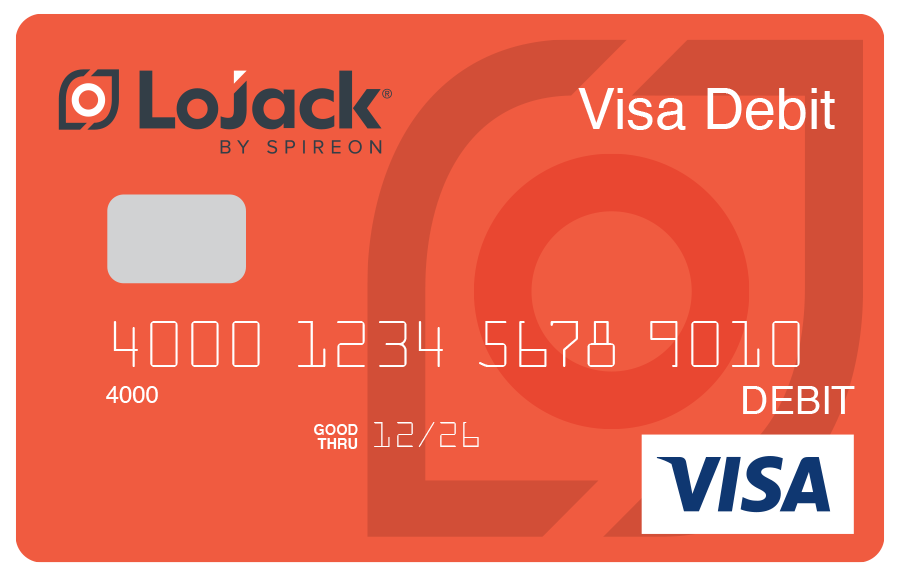 LoJack®
BY SPIREON
Visa Debit
4000 1234 5678 9010
4000
DEBIT
GOOD
THRU 12/26
VISA